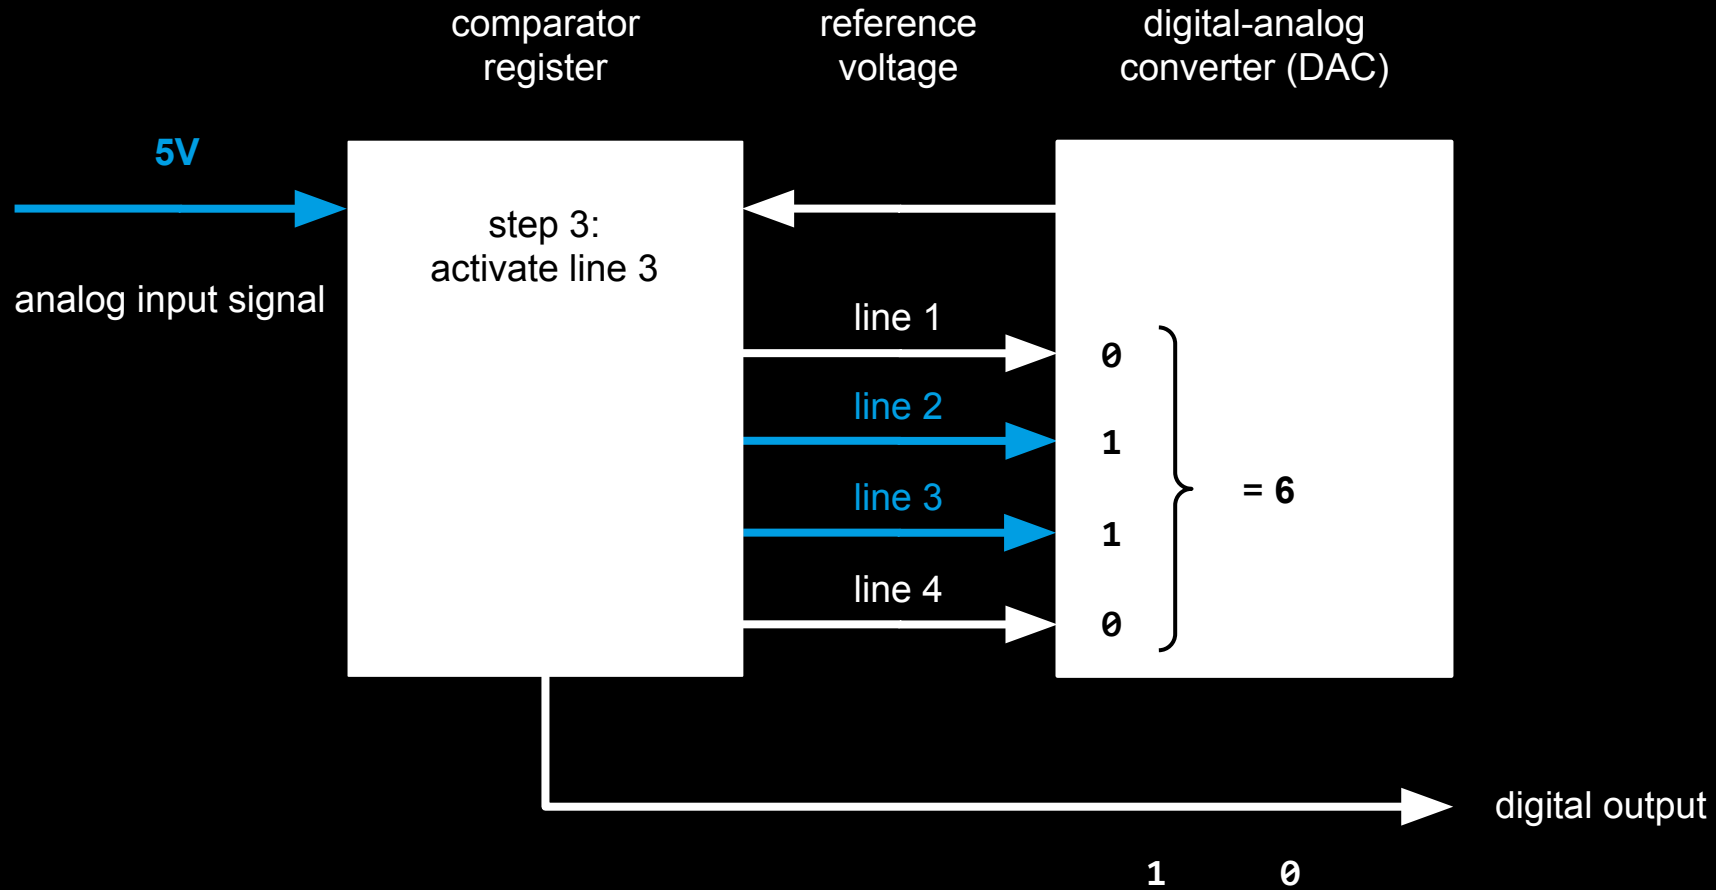 comparator
register
reference
voltage
digital-analog
converter (DAC)
5V
analog input signal
step 3:
activate line 3
line 1
line 2
line 3
line 4
0
1
1
0
= 6
digital output
1 0